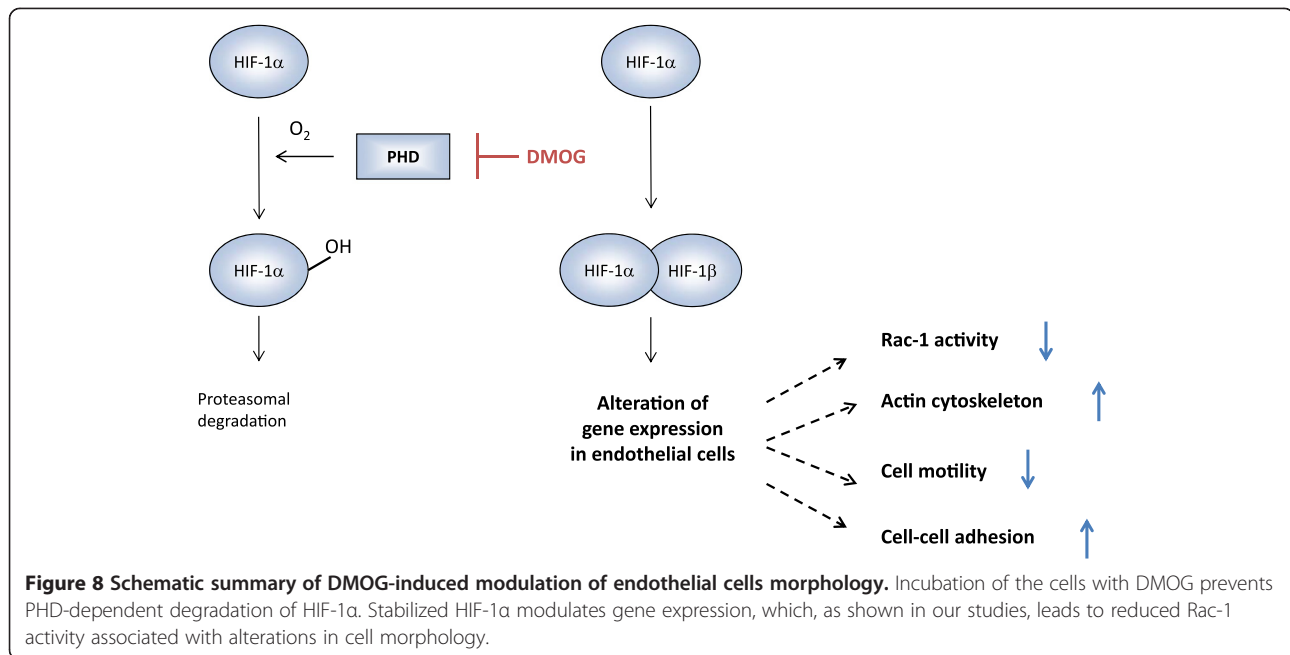 HIF-1α
HIF-1α
O₂
PHD
DMOG
OH
HIF-1α
HIF-1α
HIF-1β
Proteasomal
degradation
Alteration of
gene expression
in endothelial cells
Rac-1 activity
Actin cytoskeleton
Cell motility
Cell-cell adhesion
Figure 8 Schematic summary of DMOG-induced modulation of endothelial cells morphology. Incubation of the cells with DMOG prevents
PHD-dependent degradation of HIF-1α. Stabilized HIF-1α modulates gene expression, which, as shown in our studies, leads to reduced Rac-1
activity associated with alterations in cell morphology.